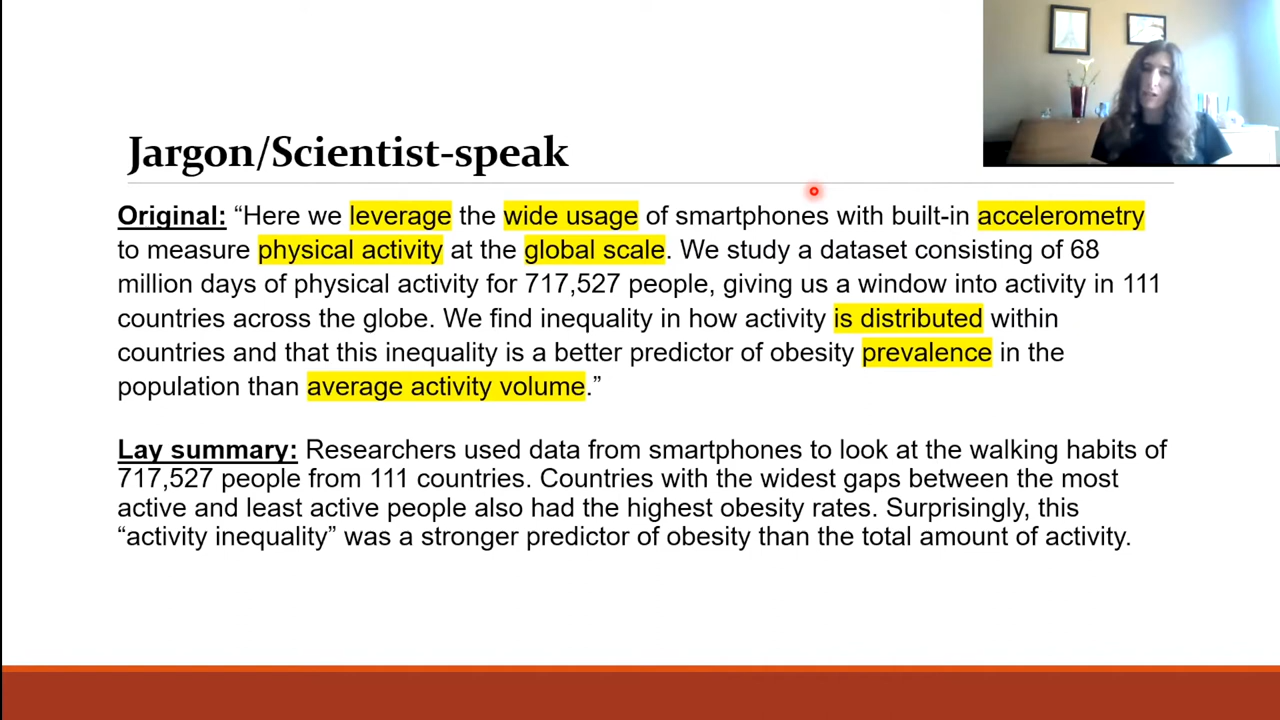 Jargon/Scientist-speak
Original: “Here we leverage the wide usage of smartphones with built-in accelerometry
to measure physical activity at the global scale. We study a dataset consisting of 68
million days of physical activity for 717,527 people, giving us a window into activity in 111
countries across the globe. We find inequality in how activity is distributed within
countries and that this inequality is a better predictor of obesity prevalence in the
population than average activity volume.”
Lay summary: Researchers used data from smartphones to look at the walking habits of
717,527 people from 111 countries. Countries with the widest gaps between the most
active and least active people also had the highest obesity rates. Surprisingly, this
“activity inequality” was a stronger predictor of obesity than the total amount of activity.